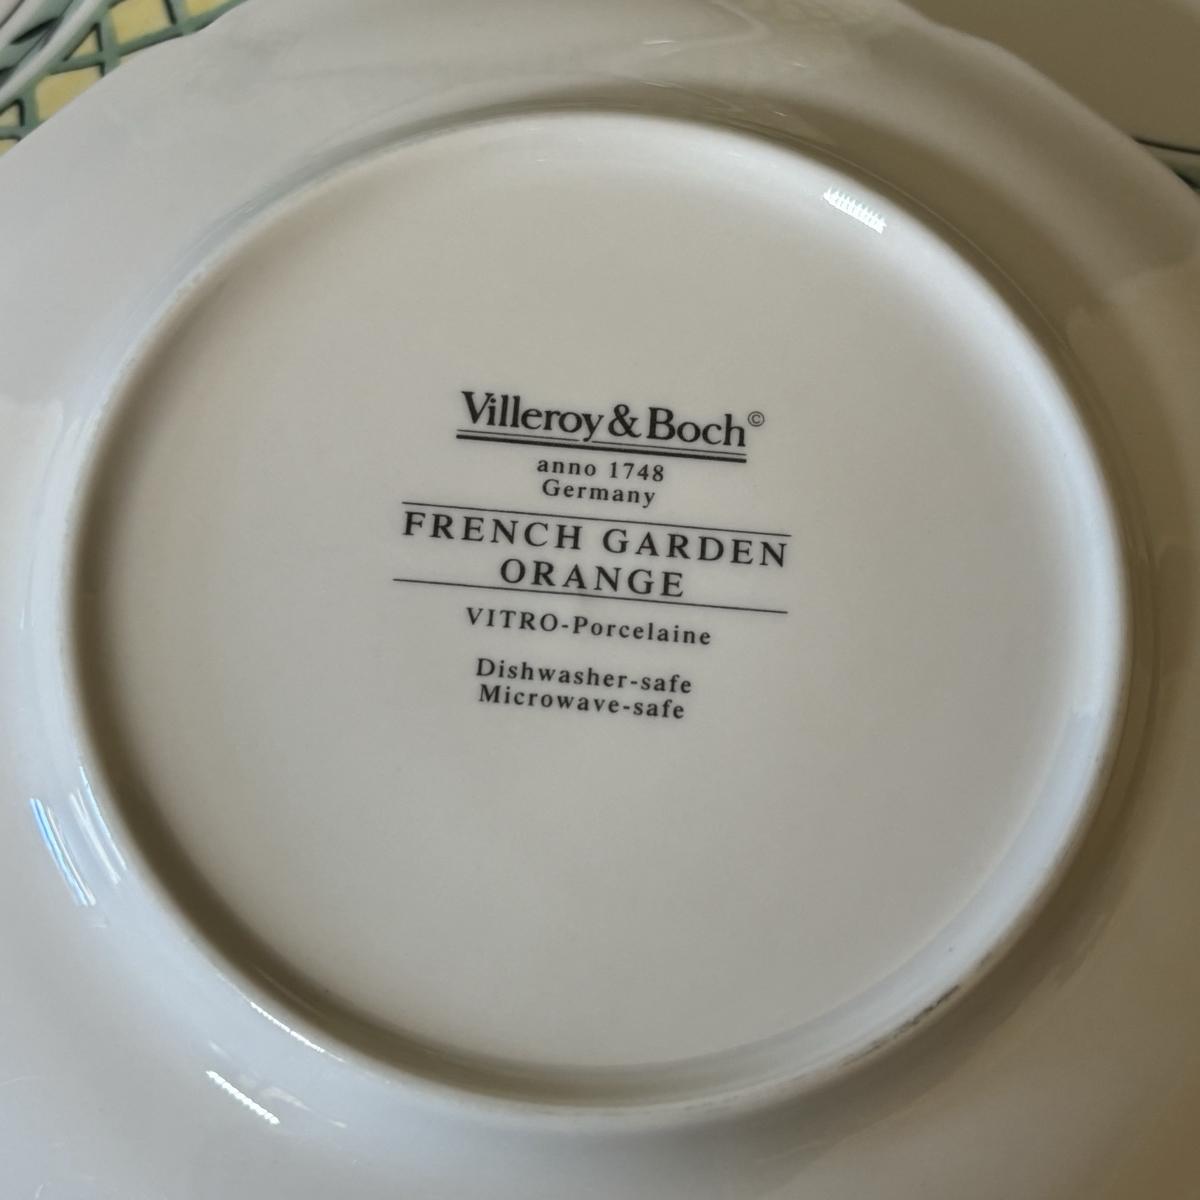 Villeroy & Boch©
anno 1748
Germany
FRENCH GARDEN
ORANGE
VITRO-Porcelaine
Dishwasher-safe
Microwave-safe